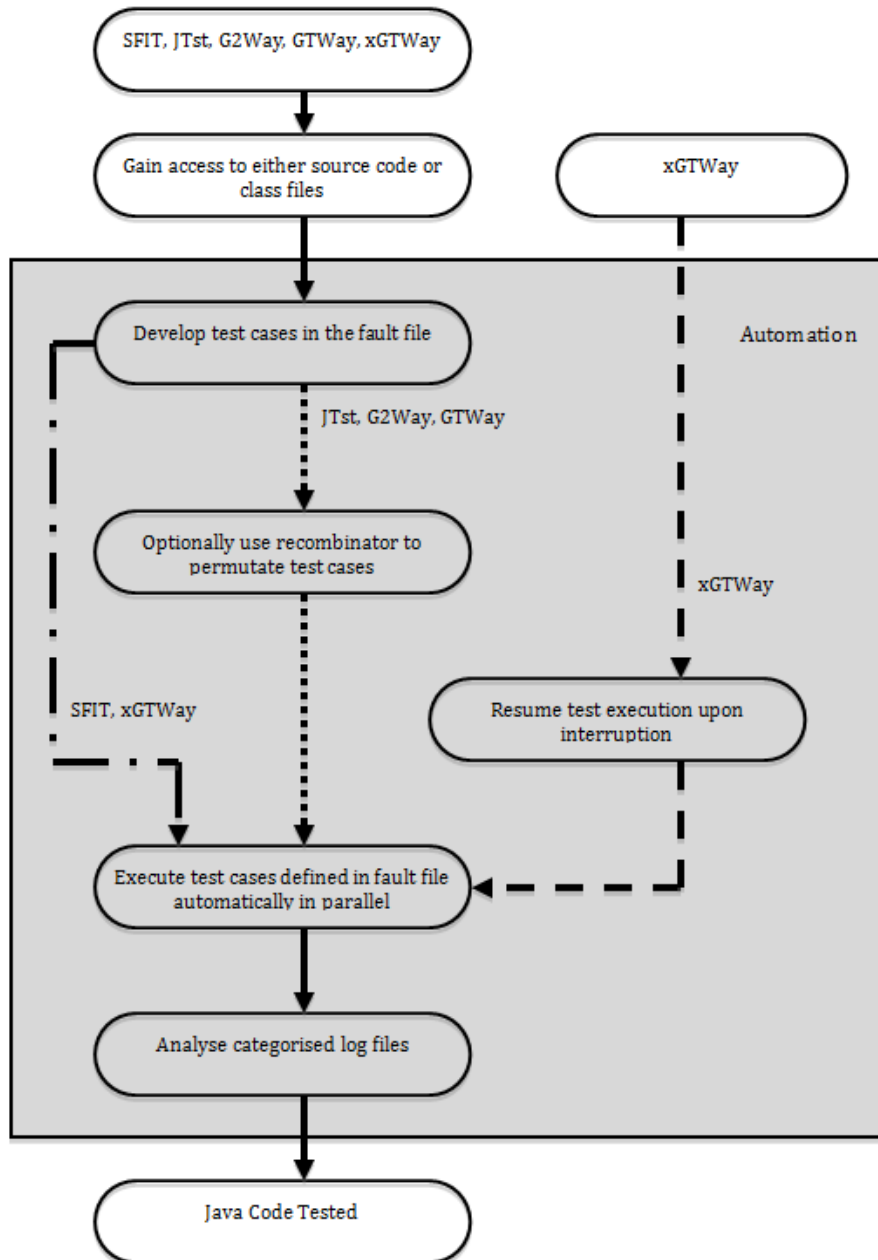 SFIT, JTst, G2Way, GTWay, xGTWay
Gain access to either source code or
class files
xGTWay
Automation
Develop test cases in the fault file
JTst, G2Way, GTWay
Optionally use recombinator to
permutate test cases
xGTWay
SFIT, xGTWay
Resume test execution upon
interruption
Execute test cases defined in fault file
automatically in parallel
Analyse categorised log files
Java Code Tested